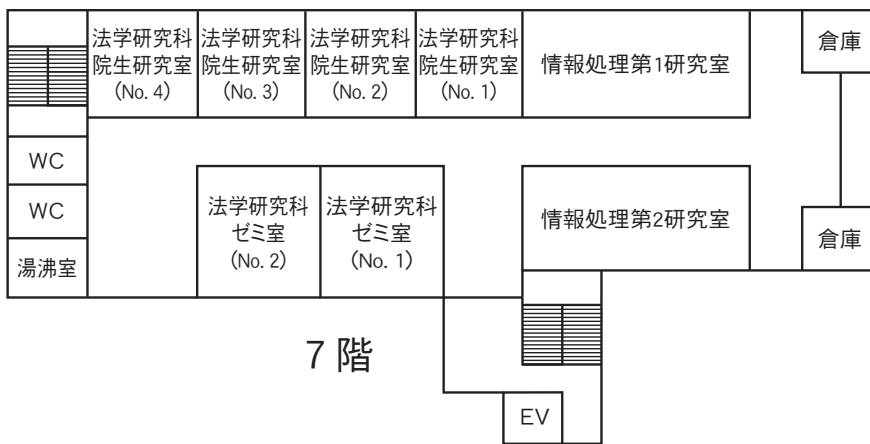 法学研究科
院生研究室
(No. 4)
法学研究科
院生研究室
(No. 3)
法学研究科
院生研究室
(No. 2)
法学研究科
院生研究室
(No. 1)
情報処理第1研究室
倉庫
WC
WC
湯沸室
法学研究科
ゼミ室
(No. 2)
法学研究科
ゼミ室
(No. 1)
情報処理第2研究室
倉庫
7階
EV